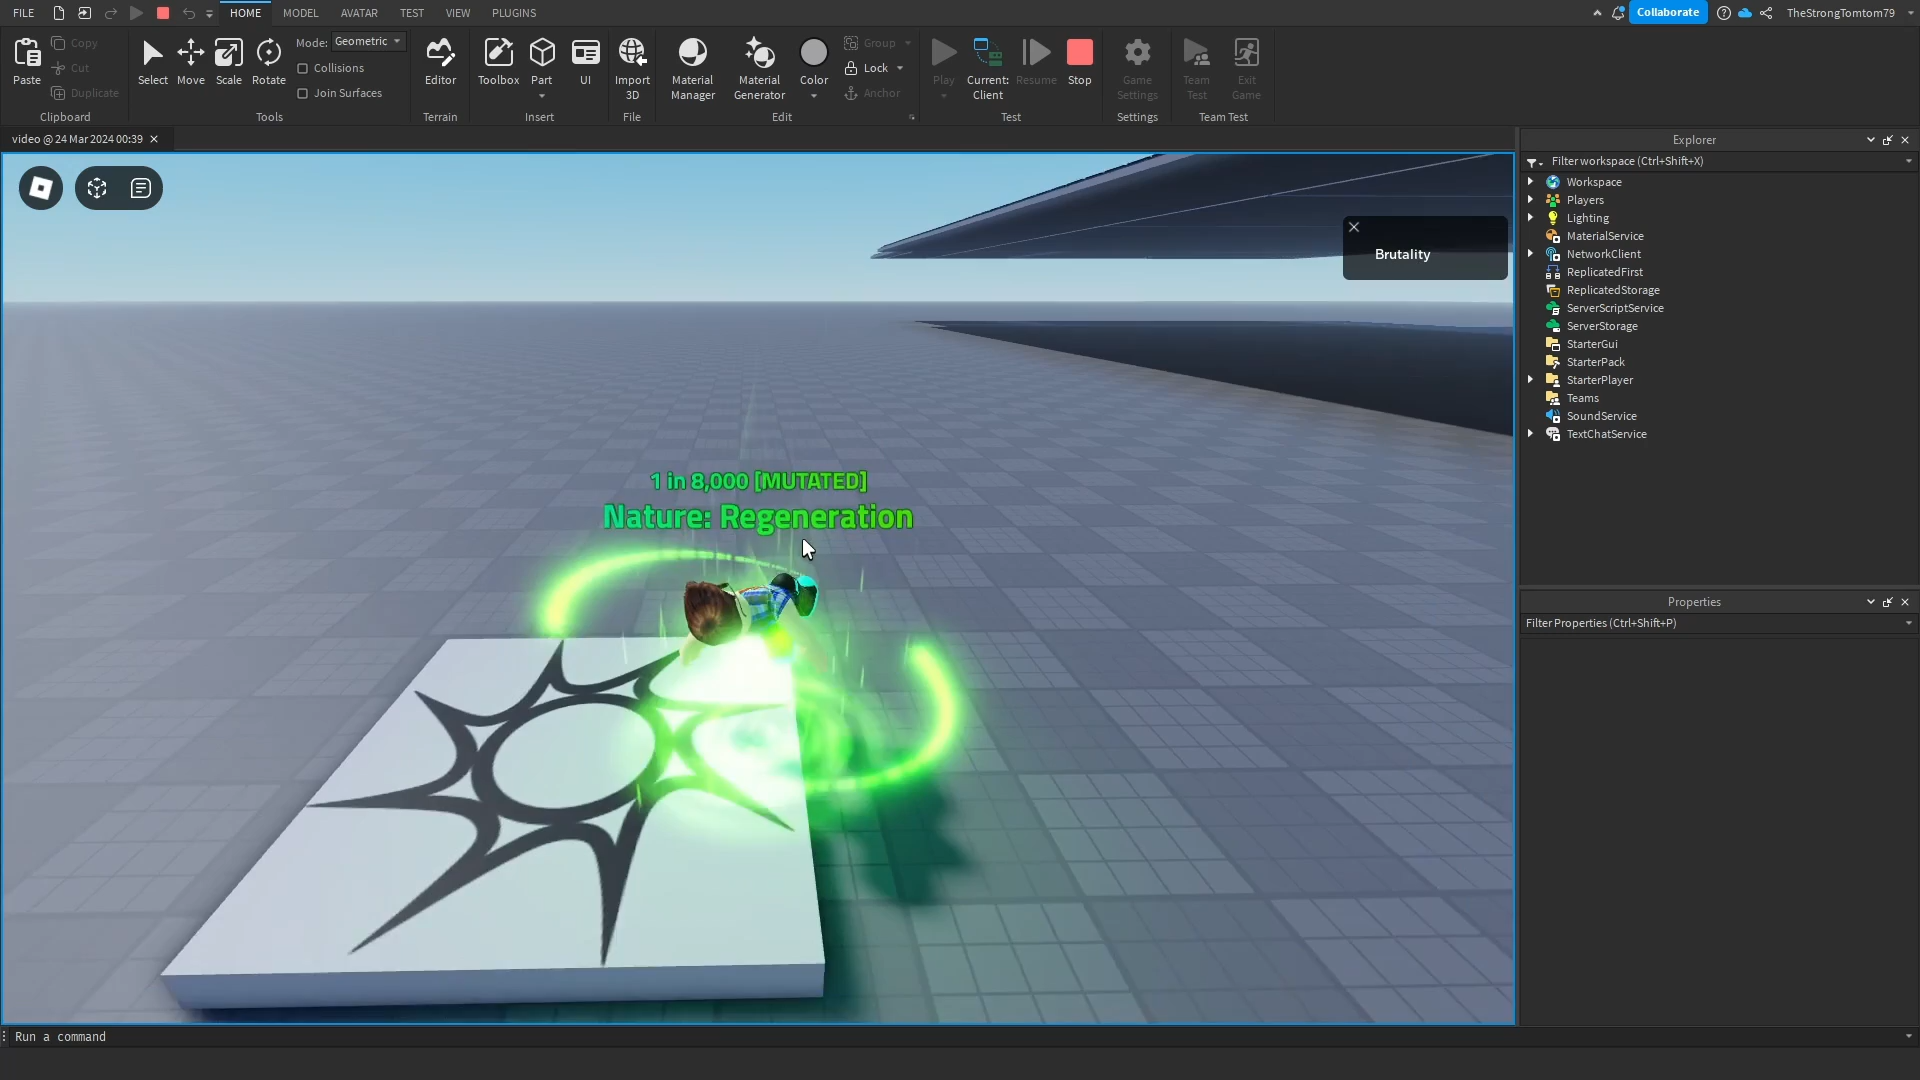 FILE
HOME
MODEL
AVATAR
TEST
VIEW
PLUGINS
Collaborate
TheStrongTomtom79
Paste
Copy
Cut
Duplicate
Clipboard
Select
Move
Scale
Rotate
Mode: Geometric
Collisions
Join Surfaces
Tools
Editor
Terrain
Toolbox
Part
UI
Insert
Import
3D
File
Material
Manager
Material
Generator
Color
Group
Lock
Anchor
Edit
Play
Current:
Client
Resume
Stop
Test
Game
Settings
Settings
Team
Test
Exit
Game
Team Test
video @ 24 Mar 2024 00:39
Brutality
1 in 8,000 [MUTATED]
Nature: Regeneration
Explorer
Filter workspace (Ctrl+Shift+X)
Workspace
Players
Lighting
MaterialService
NetworkClient
ReplicatedFirst
ReplicatedStorage
ServerScriptService
ServerStorage
StarterGui
StarterPack
StarterPlayer
Teams
SoundService
TextChatService
Properties
Filter Properties (Ctrl+Shift+P)
Run a command